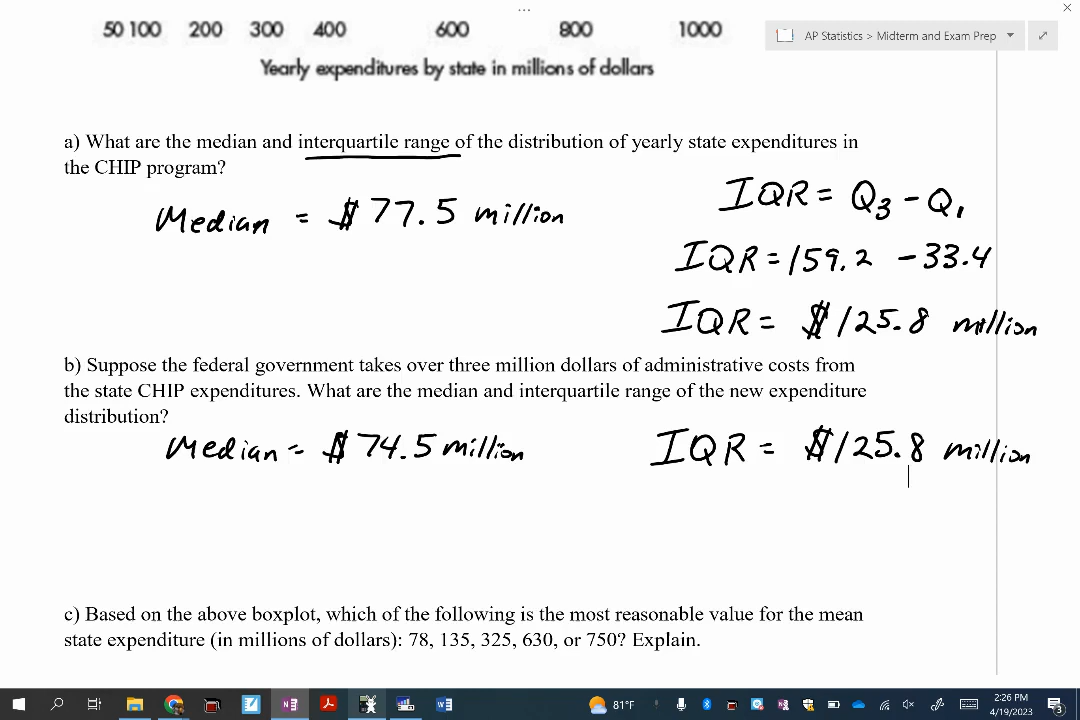 ...
50 100 200 300 400 600 800 1000
AP Statistics > Midterm and Exam Prep
Yearly expenditures by state in millions of dollars
a) What are the median and interquartile range of the distribution of yearly state expenditures in
the CHIP program?
Median = $77.5 million
IQR = Q3 - Q1
IQR = 159.2 - 33.4
IQR = $125.8 million
b) Suppose the federal government takes over three million dollars of administrative costs from
the state CHIP expenditures. What are the median and interquartile range of the new expenditure
distribution?
Median = $74.5 million
IQR = $125.8 million
c) Based on the above boxplot, which of the following is the most reasonable value for the mean
state expenditure (in millions of dollars): 78, 135, 325, 630, or 750? Explain.
81°F
2:26 PM
4/19/2023
3